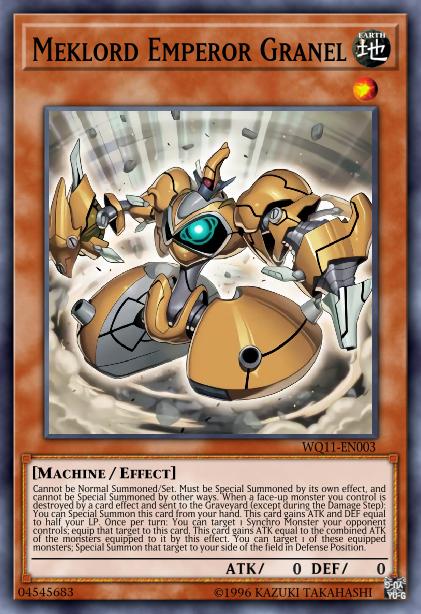 MEKLORD EMPEROR GRANEL
EARTH
地
WQ11-EN003
[MACHINE / EFFECT]
Cannot be Normal Summoned/Set. Must be Special Summoned by its own effect, and
cannot be Special Summoned by other ways. When a face-up monster you control is
destroyed by a card effect and sent to the Graveyard (except during the Damage Step):
You can Special Summon this card from your hand. This card gains ATK and DEF equal
to half your LP. Once per turn: You can target 1 Synchro Monster your opponent
controls; equip that target to this card. This card gains ATK equal to the combined ATK
of the monsters equipped to it by this effect. You can target 1 of these equipped
monsters; Special Summon that target to your side of the field in Defense Position.
ATK/ 0 DEF/ 0
04545683
©1996 KAZUKI TAKAHASHI